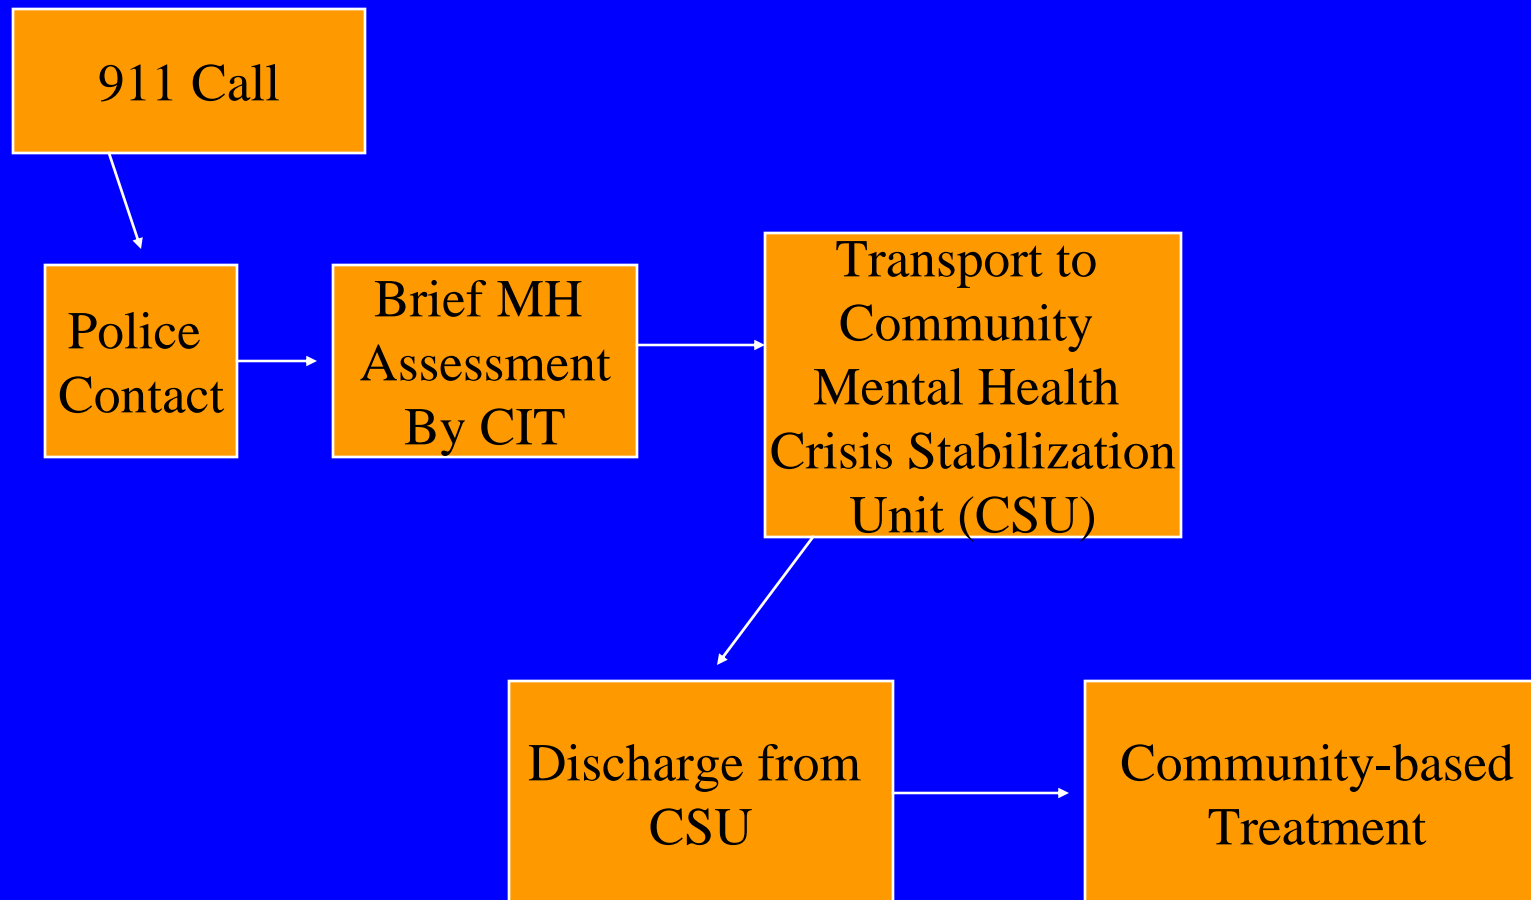 911 Call
Police
Contact
Brief MH
Assessment
By CIT
Transport to
Community
Mental Health
Crisis Stabilization
Unit (CSU)
Discharge from
CSU
Community-based
Treatment